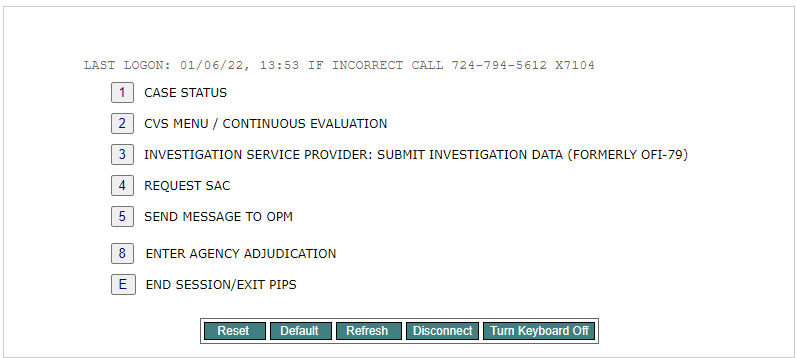 LAST LOGON: 01/06/22, 13:53 IF INCORRECT CALL 724-794-5612 X7104
1 CASE STATUS
2 CVS MENU / CONTINUOUS EVALUATION
3 INVESTIGATION SERVICE PROVIDER: SUBMIT INVESTIGATION DATA (FORMERLY OFI-79)
4 REQUEST SAC
5 SEND MESSAGE TO OPM
8 ENTER AGENCY ADJUDICATION
E END SESSION/EXIT PIPS
Reset Default Refresh Disconnect Turn Keyboard Off